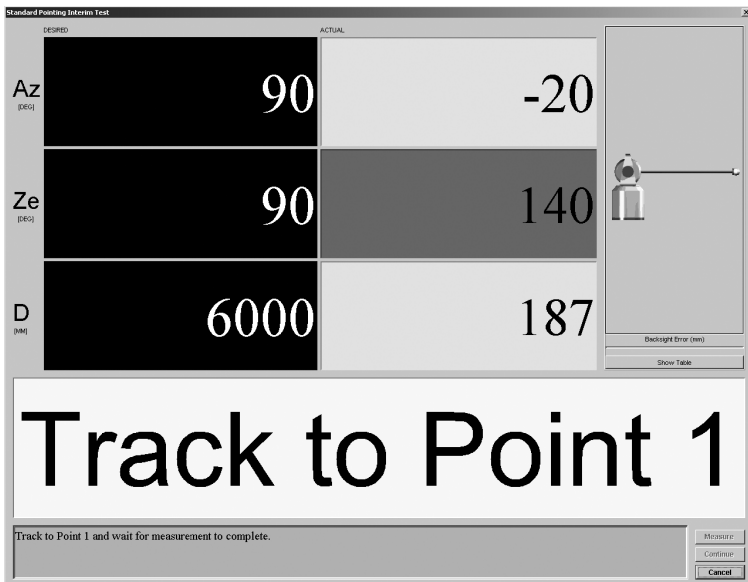 Standard Pointing Interim Test
DESIRED
ACTUAL
Az
[DEG]
90
-20
Ze
[DEG]
90
140
D
[MM]
6000
187
Backsight Error (mm)
Show Table
Track to Point 1
Track to Point 1 and wait for measurement to complete.
Measure
Continue
Cancel